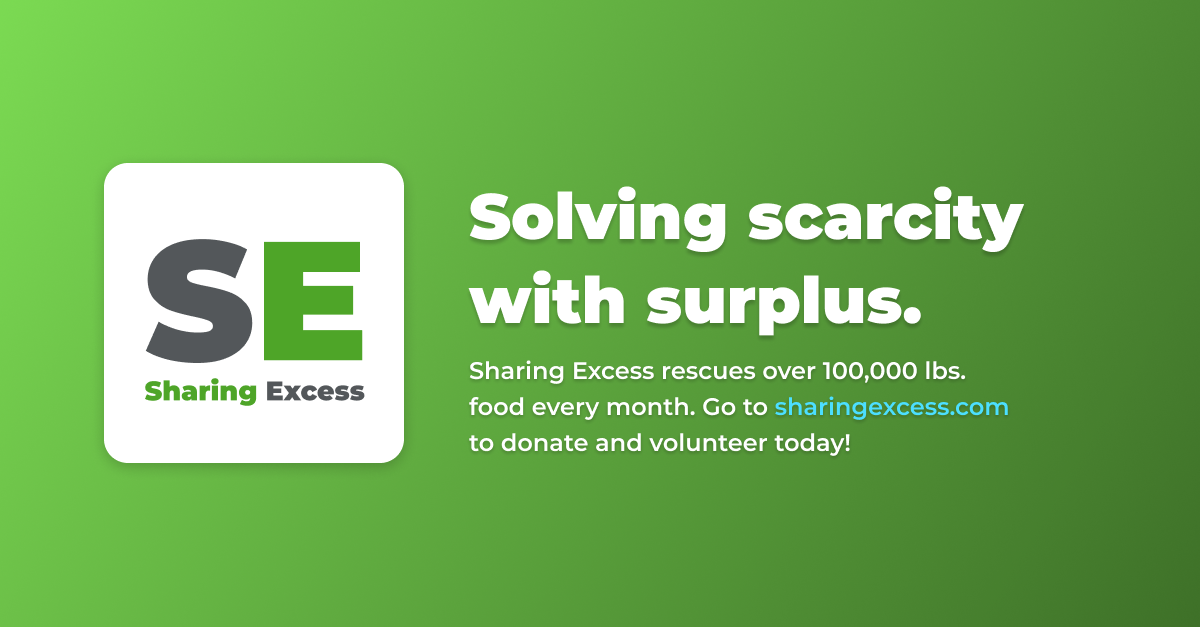 SE
Sharing Excess
Solving scarcity
with surplus.
Sharing Excess rescues over 100,000 lbs.
food every month. Go to sharingexcess.com
to donate and volunteer today!